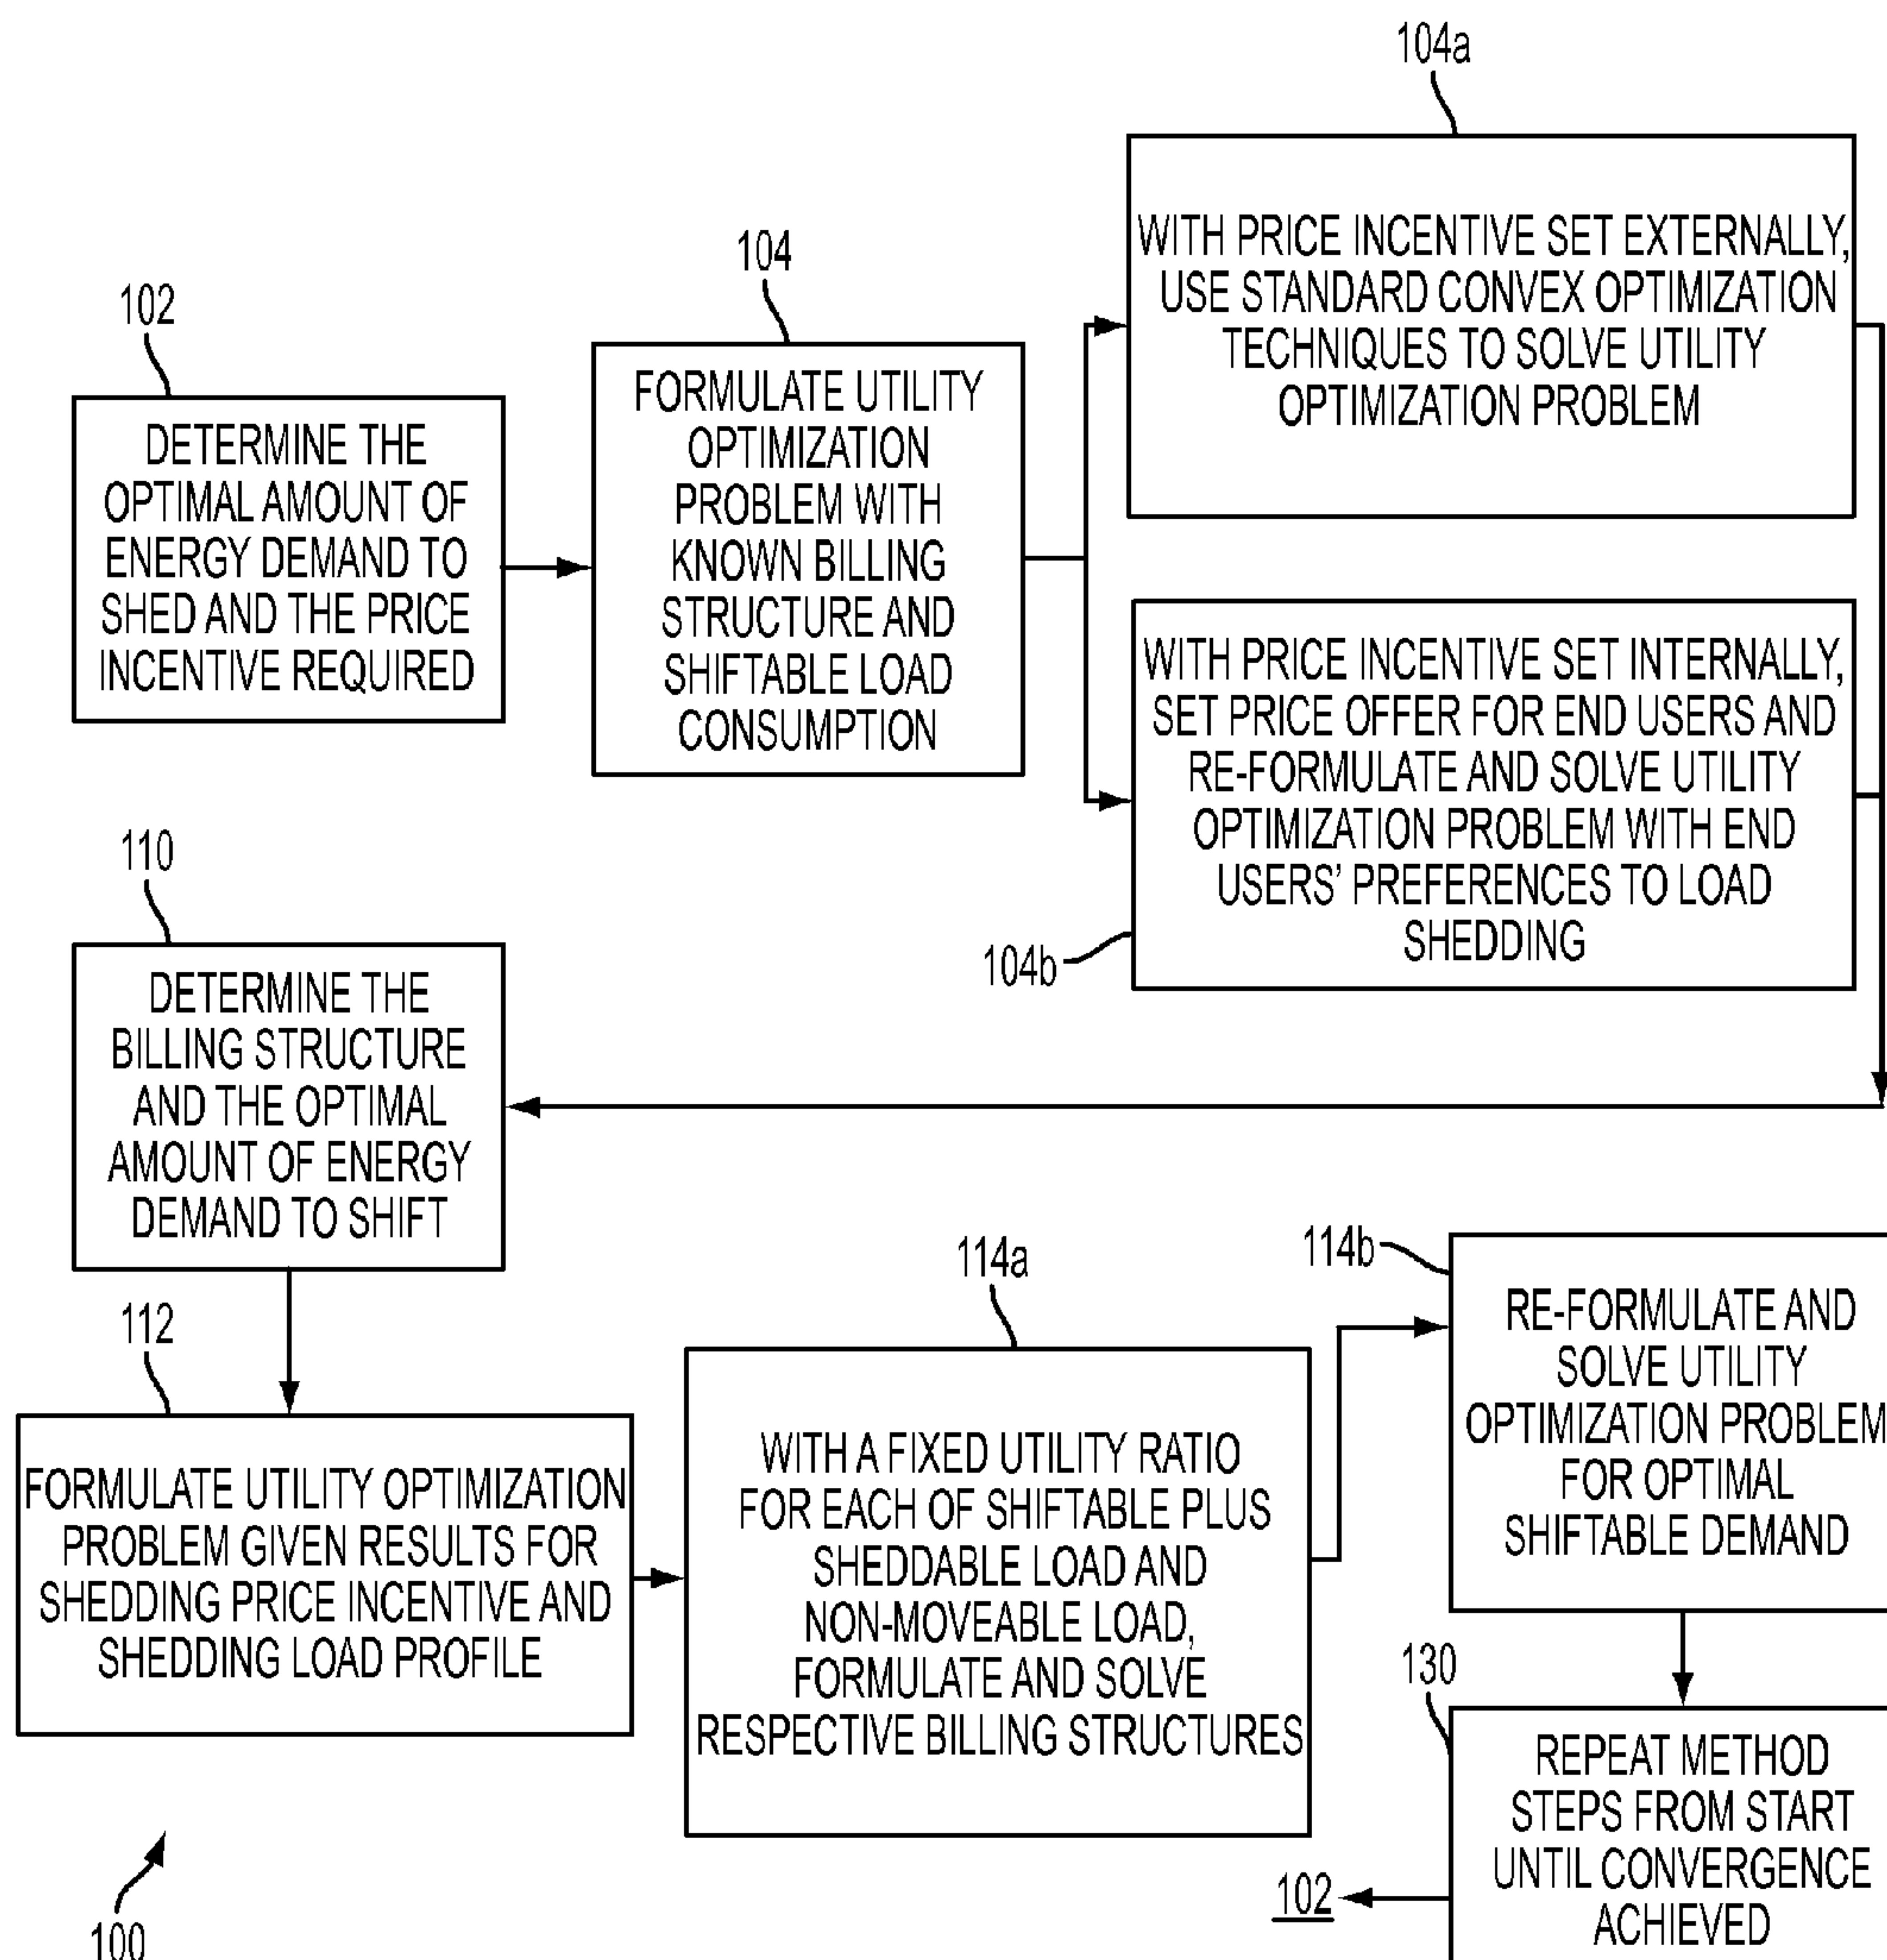 102
DETERMINE THE
OPTIMAL AMOUNT OF
ENERGY DEMAND TO
SHED AND THE PRICE
INCENTIVE REQUIRED
104
FORMULATE UTILITY
OPTIMIZATION
PROBLEM WITH
KNOWN BILLING
STRUCTURE AND
SHIFTABLE LOAD
CONSUMPTION
104a
WITH PRICE INCENTIVE SET EXTERNALLY,
USE STANDARD CONVEX OPTIMIZATION
TECHNIQUES TO SOLVE UTILITY
OPTIMIZATION PROBLEM
WITH PRICE INCENTIVE SET INTERNALLY,
SET PRICE OFFER FOR END USERS AND
RE-FORMULATE AND SOLVE UTILITY
OPTIMIZATION PROBLEM WITH END
USERS' PREFERENCES TO LOAD
SHEDDING
104b
110
DETERMINE THE
BILLING STRUCTURE
AND THE OPTIMAL
AMOUNT OF ENERGY
DEMAND TO SHIFT
112
FORMULATE UTILITY OPTIMIZATION
PROBLEM GIVEN RESULTS FOR
SHEDDING PRICE INCENTIVE AND
SHEDDING LOAD PROFILE
114a
WITH A FIXED UTILITY RATIO
FOR EACH OF SHIFTABLE PLUS
SHEDDABLE LOAD AND
NON-MOVEABLE LOAD,
FORMULATE AND SOLVE
RESPECTIVE BILLING STRUCTURES
114b
RE-FORMULATE AND
SOLVE UTILITY
OPTIMIZATION PROBLEM
FOR OPTIMAL
SHIFTABLE DEMAND
130
REPEAT METHOD
STEPS FROM START
UNTIL CONVERGENCE
ACHIEVED
102
100